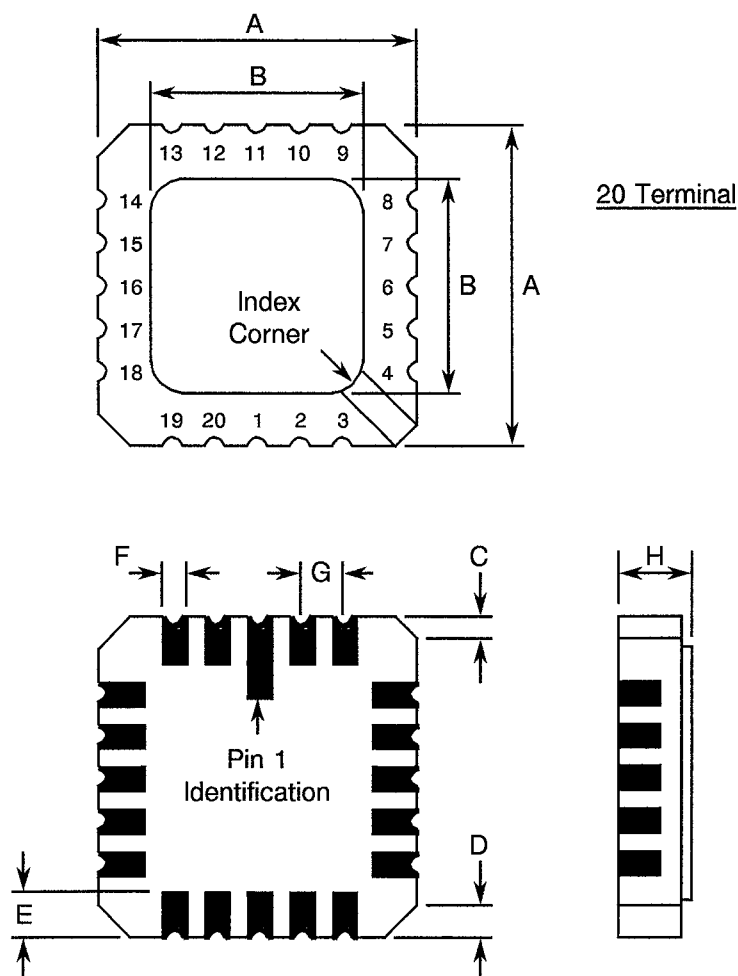 A
B
13 12 11 10 9
20 Terminal
14 8
15 7
16 6
B A
Index
Corner
17 5
18 4
19 20 1 2 3
F G C H
Pin 1
Identification
D
E